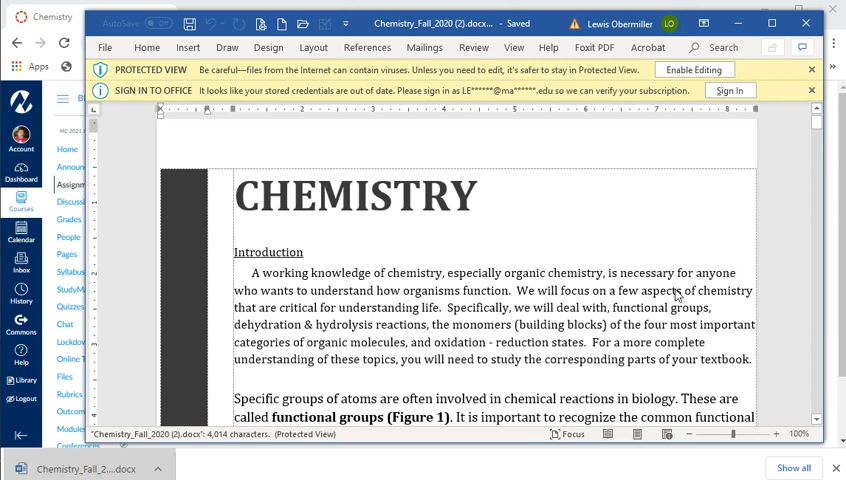 Courses
AutoSave
Off
Chemistry_Fall_2020 (2).docx... - Saved
Lewis Obermiller
LO
File Home Insert Draw Design Layout References Mailings Review View Help Foxit PDF Acrobat Search
Apps
PROTECTED VIEW Be careful—files from the Internet can contain viruses. Unless you need to edit, it's safer to stay in Protected View. Enable Editing
SIGN IN TO OFFICE It looks like your stored credentials are out of date. Please sign in as LE******@ma******.edu so we can verify your subscription. Sign In
Account
Dashboard
Courses
Calendar
Inbox
History
Commons
Help
Library
Logout
Home
Announ
Assignm
Discuss
Grades
People
Pages
Syllabus
StudyM
Quizzes
Chat
Lockdow
Online T
Files
Rubrics
Outcom
Modules
Conferences
CHEMISTRY
Introduction
A working knowledge of chemistry, especially organic chemistry, is necessary for anyone
who wants to understand how organisms function. We will focus on a few aspects of chemistry
that are critical for understanding life. Specifically, we will deal with, functional groups,
dehydration & hydrolysis reactions, the monomers (building blocks) of the four most important
categories of organic molecules, and oxidation - reduction states. For a more complete
understanding of these topics, you will need to study the corresponding parts of your textbook.
Specific groups of atoms are often involved in chemical reactions in biology. These are
called functional groups (Figure 1). It is important to recognize the common functional
"Chemistry_Fall_2020 (2).docx": 4,014 characters. (Protected View)
Focus
100%
Chemistry_Fall_2....docx
Show all